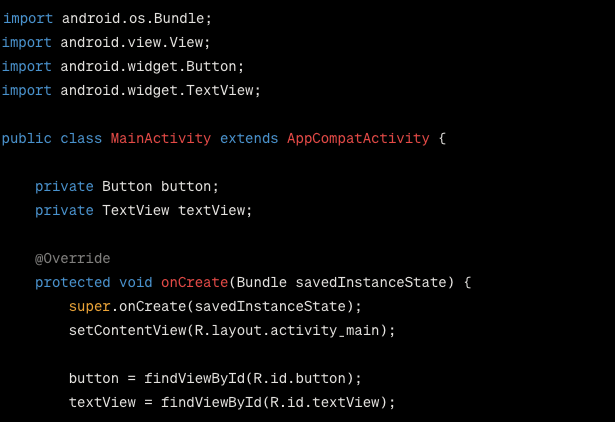 import android.os.Bundle;
import android.view.View;
import android.widget.Button;
import android.widget.TextView;

public class MainActivity extends AppCompatActivity {

    private Button button;
    private TextView textView;

    @Override
    protected void onCreate(Bundle savedInstanceState) {
        super.onCreate(savedInstanceState);
        setContentView(R.layout.activity_main);

        button = findViewById(R.id.button);
        textView = findViewById(R.id.textView);